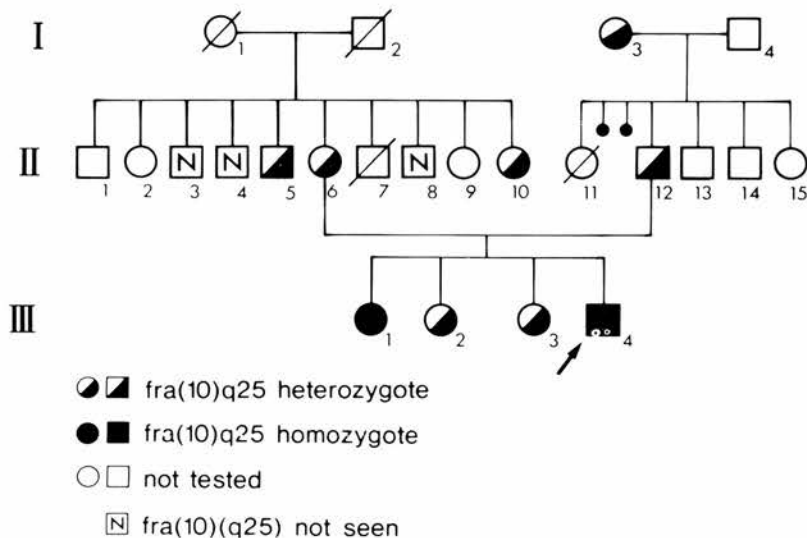 I
1
2
3
4
II
N
N
N
1
2
3
4
5
6
7
8
9
10
11
12
13
14
15
III
1
2
3
4
fra(10)q25 heterozygote
fra(10)q25 homozygote
not tested
N fra(10)(q25) not seen